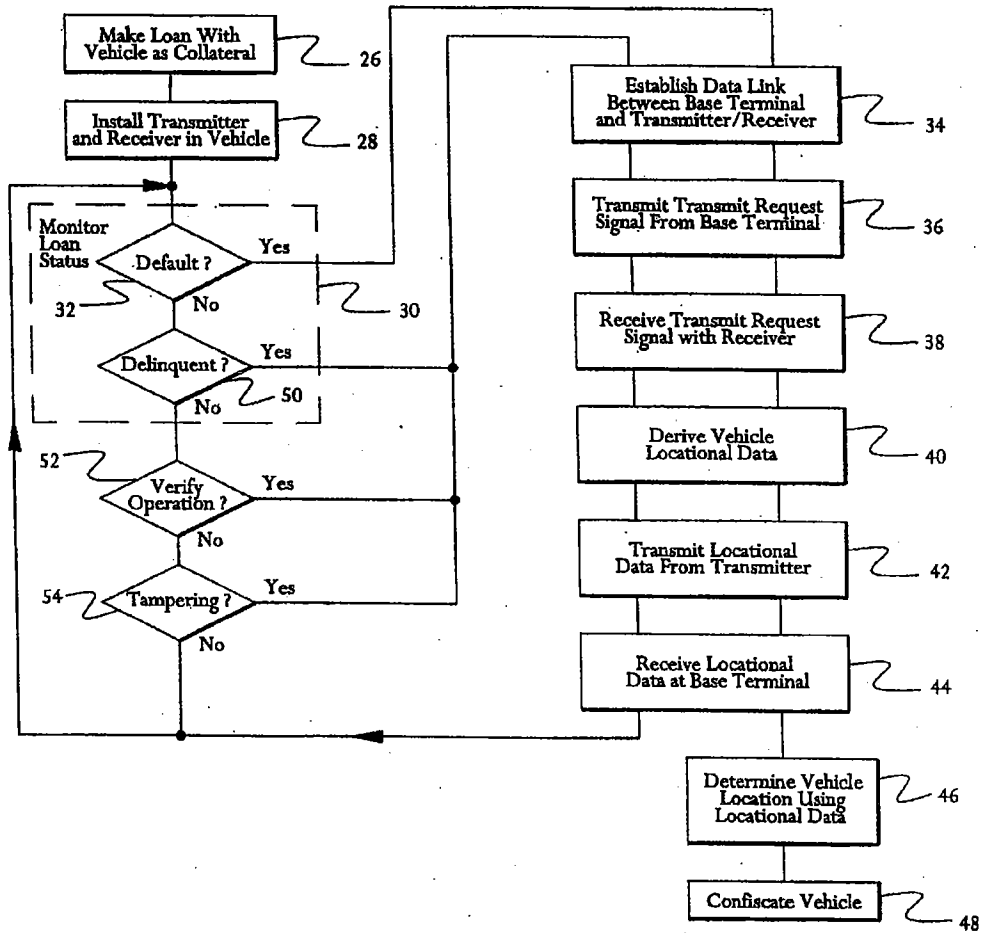 Make Loan With
Vehicle as Collateral
26
Install Transmitter
and Receiver in Vehicle
28
Monitor
Loan
Status
Default ?
Yes
32
No
30
Delinquent ?
Yes
50
No
52
Verify
Operation ?
Yes
No
54
Tampering ?
Yes
No
Establish Data Link
Between Base Terminal
and Transmitter/Receiver
34
Transmit Transmit Request
Signal From Base Terminal
36
Receive Transmit Request
Signal with Receiver
38
Derive Vehicle
Locational Data
40
Transmit Locational
Data From Transmitter
42
Receive Locational
Data at Base Terminal
44
Determine Vehicle
Location Using
Locational Data
46
Confiscate Vehicle
48